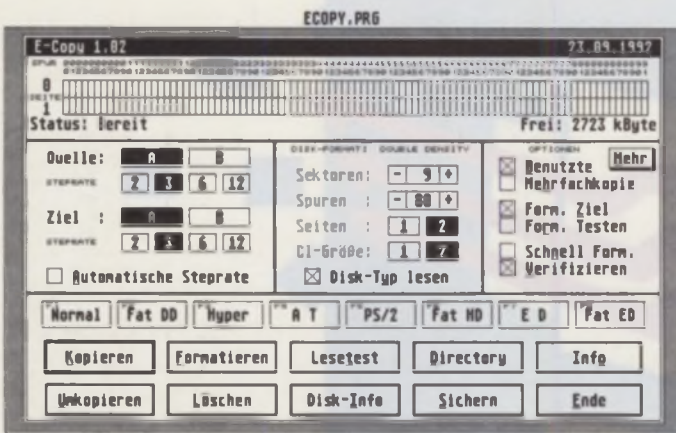 ECOPY.PRG
E-Copy 1.02 23.09.1992
SPUR
0
SEITE
1
Status: Bereit Frei: 2723 kByte
Quelle: A B
STEPRATE 2 3 6 12
Ziel : A B
STEPRATE 2 3 6 12
Automatische Steprate
DISK-FORMAT: DOUBLE DENSITY
Sektoren: - 9 +
Spuren : - 80 +
Seiten : 1 2
Cl-Größe: 1 2
Disk-Typ lesen
OPTIONEN
Mehr
Benutzte
Mehrfachkopie
Form. Ziel
Form. Testen
Schnell Form.
Verifizieren
Normal Fat DD Hyper A T PS/2 Fat HD E D Fat ED
Kopieren Formatieren Lesetest Directory Info
Umkopieren Löschen Disk-Info Sichern Ende